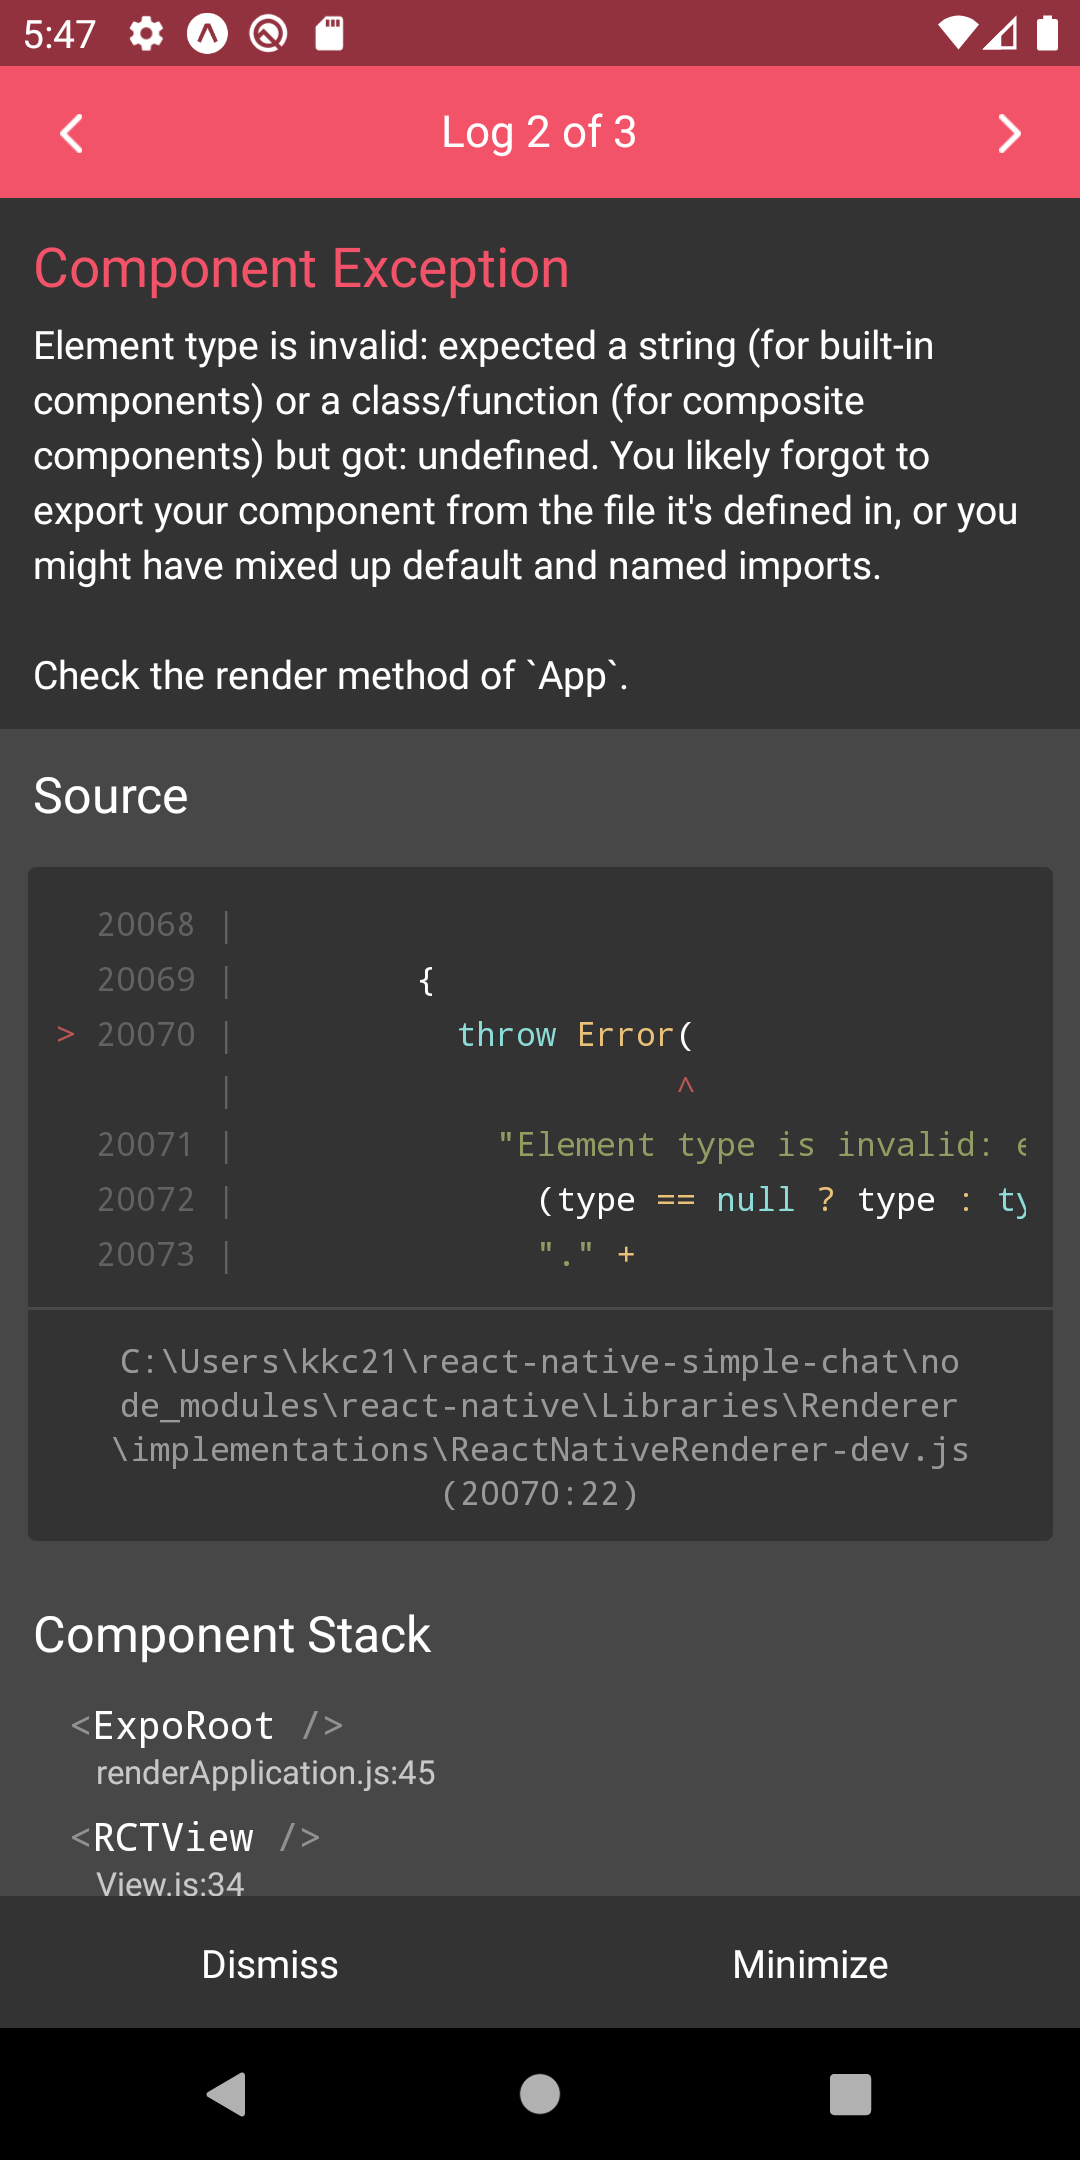 5:47
Log 2 of 3
Component Exception
Element type is invalid: expected a string (for built-in
components) or a class/function (for composite
components) but got: undefined. You likely forgot to
export your component from the file it's defined in, or you
might have mixed up default and named imports.
Check the render method of `App`.
Source
20068 |
20069 | {
> 20070 | throw Error(
| ^
20071 | "Element type is invalid: e
20072 | (type == null ? type : ty
20073 | "." +
C:\Users\kkc21\react-native-simple-chat\no
de_modules\react-native\Libraries\Renderer
\implementations\ReactNativeRenderer-dev.js
(20070:22)
Component Stack
<ExpoRoot />
renderApplication.js:45
<RCTView />
View.js:34
Dismiss Minimize